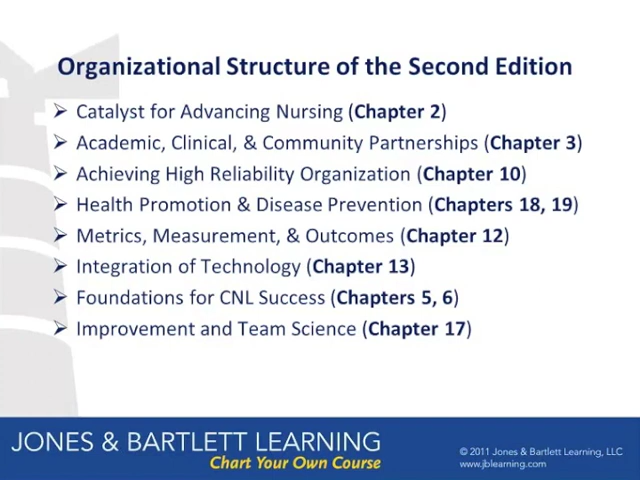 Organizational Structure of the Second Edition
➢ Catalyst for Advancing Nursing (Chapter 2)
➢ Academic, Clinical, & Community Partnerships (Chapter 3)
➢ Achieving High Reliability Organization (Chapter 10)
➢ Health Promotion & Disease Prevention (Chapters 18, 19)
➢ Metrics, Measurement, & Outcomes (Chapter 12)
➢ Integration of Technology (Chapter 13)
➢ Foundations for CNL Success (Chapters 5, 6)
➢ Improvement and Team Science (Chapter 17)
JONES & BARTLETT LEARNING
Chart Your Own Course
© 2011 Jones & Bartlett Learning, LLC
www.jblearning.com